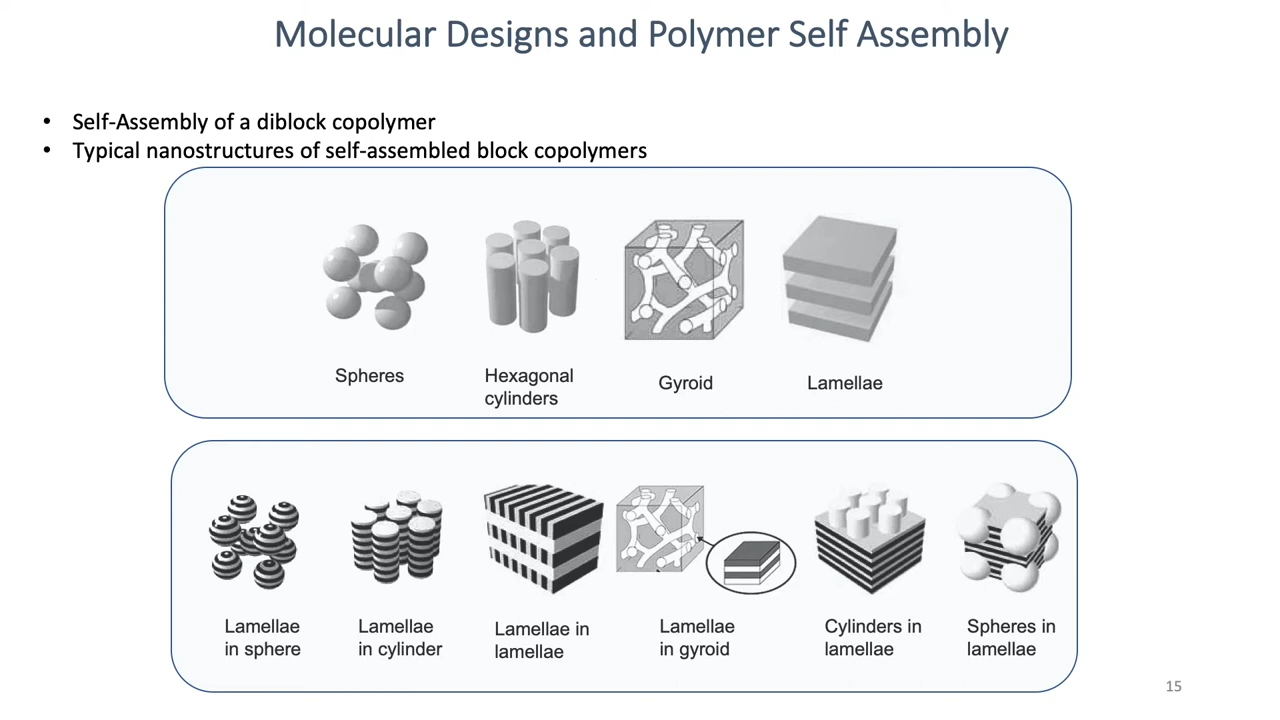 Molecular Designs and Polymer Self Assembly
• Self-Assembly of a diblock copolymer
• Typical nanostructures of self-assembled block copolymers
Spheres
Hexagonal
cylinders
Gyroid
Lamellae
Lamellae
in sphere
Lamellae
in cylinder
Lamellae in
lamellae
Lamellae
in gyroid
Cylinders in
lamellae
Spheres in
lamellae
15